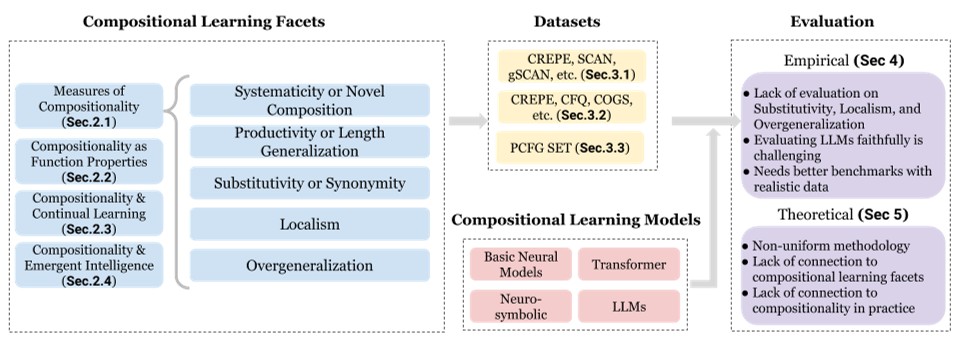 Compositional Learning Facets
Measures of
Compositionality
(Sec.2.1)
Compositionality as
Function Properties
(Sec.2.2)
Compositionality &
Continual Learning
(Sec.2.3)
Compositionality &
Emergent Intelligence
(Sec.2.4)
Systematicity or Novel
Composition
Productivity or Length
Generalization
Substitutivity or Synonymity
Localism
Overgeneralization
Datasets
CREPE, SCAN,
gSCAN, etc. (Sec.3.1)
CREPE, CFQ, COGS,
etc. (Sec.3.2)
PCFG SET (Sec.3.3)
Compositional Learning Models
Basic Neural
Models
Transformer
Neuro-
symbolic
LLMs
Evaluation
Empirical (Sec 4)
● Lack of evaluation on
Substitutivity, Localism, and
Overgeneralization
● Evaluating LLMs faithfully is
challenging
● Needs better benchmarks with
realistic data
Theoretical (Sec 5)
● Non-uniform methodology
● Lack of connection to
compositional learning facets
● Lack of connection to
compositionality in practice